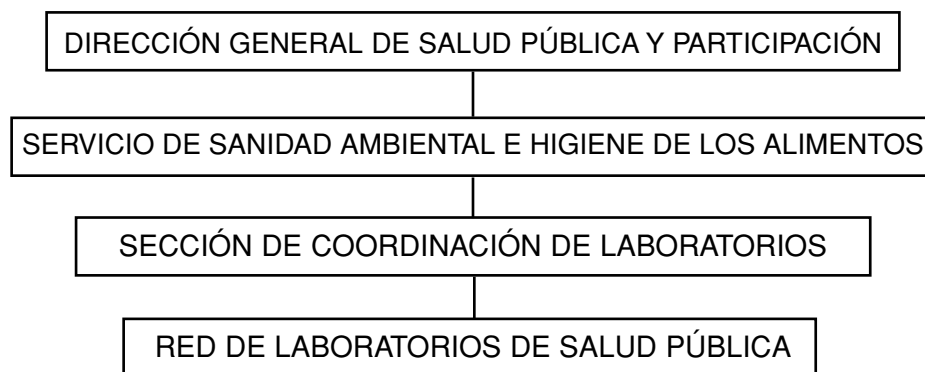 DIRECCIÓN GENERAL DE SALUD PÚBLICA Y PARTICIPACIÓN
SERVICIO DE SANIDAD AMBIENTAL E HIGIENE DE LOS ALIMENTOS
SECCIÓN DE COORDINACIÓN DE LABORATORIOS
RED DE LABORATORIOS DE SALUD PÚBLICA